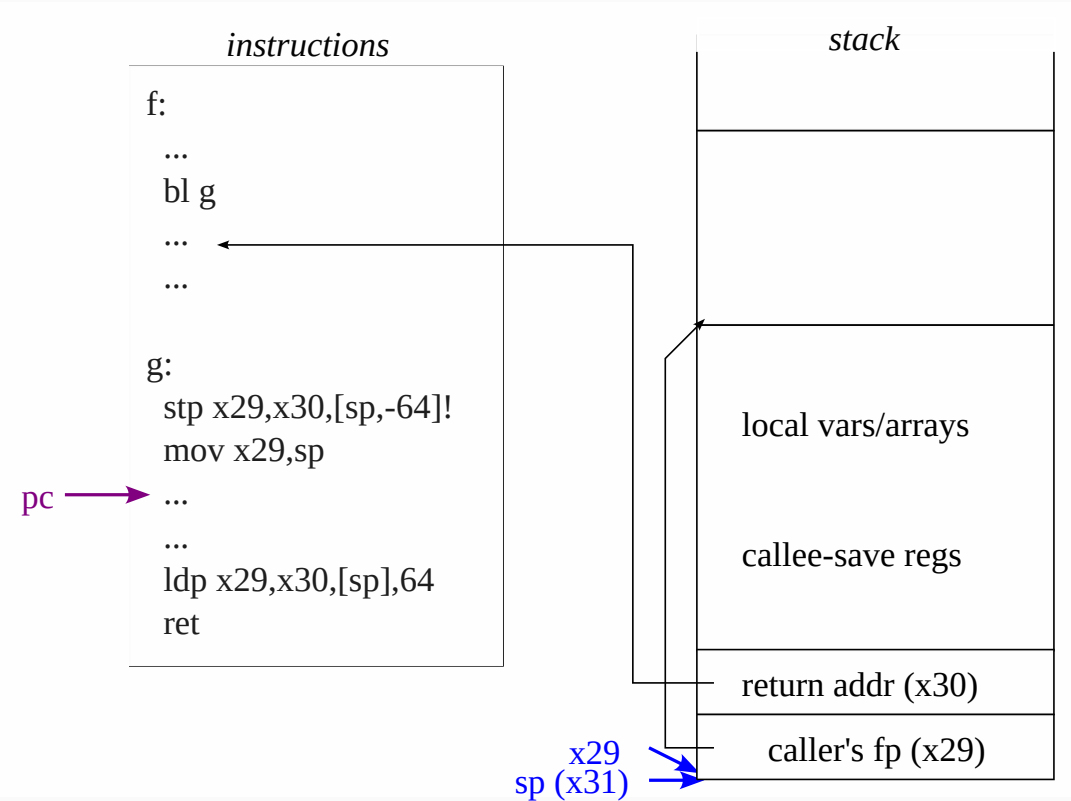 instructions
f:
...
bl g
...
...
g:
stp x29,x30,[sp,-64]!
mov x29,sp
pc
...
...
ldp x29,x30,[sp],64
ret
stack
local vars/arrays
callee-save regs
return addr (x30)
caller's fp (x29)
x29
sp (x31)